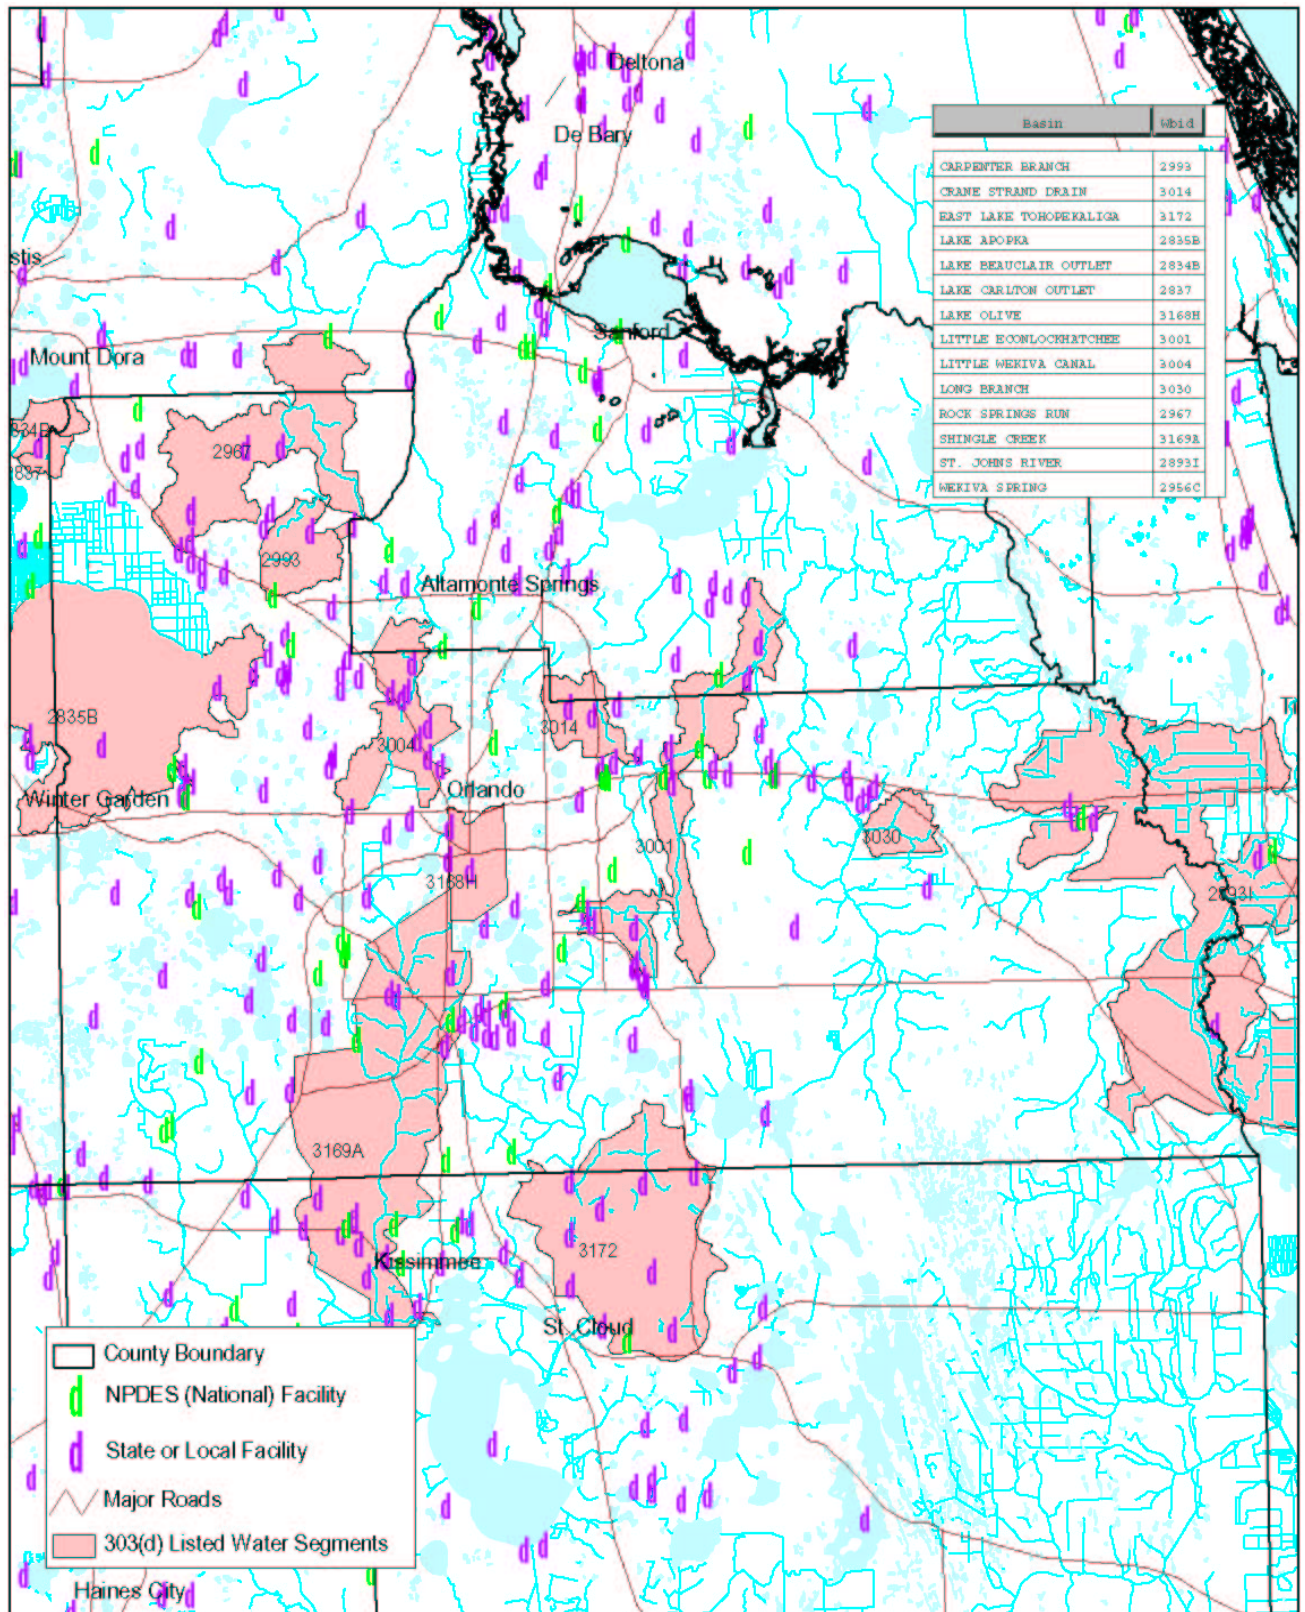 Deltona
De Bary
Basin Wbid
CARPENTER BRANCH 2993
CRANE STRAND DRAIN 3014
EAST LAKE TOHOPEKALIGA 3172
LAKE APOPKA 2835B
LAKE BEAUCLAIR OUTLET 2834B
LAKE CARLTON OUTLET 2837
LAKE OLIVE 3168H
LITTLE ECONLOCKHATCHEE 3001
LITTLE WEKIVA CANAL 3004
LONG BRANCH 3030
ROCK SPRINGS RUN 2967
SHINGLE CREEK 3169A
ST. JOHNS RIVER 2893I
WEKIVA SPRING 2956C
stis
Sanford
Mount Dora
834B
2967
837
2993
Altamonte Springs
2835B
3014
3004
Winter Garden
Orlando
3001
3030
3168H
2893I
3169A
3172
Kissimmee
St. Cloud
County Boundary
NPDES (National) Facility
State or Local Facility
Major Roads
303(d) Listed Water Segments
Haines City